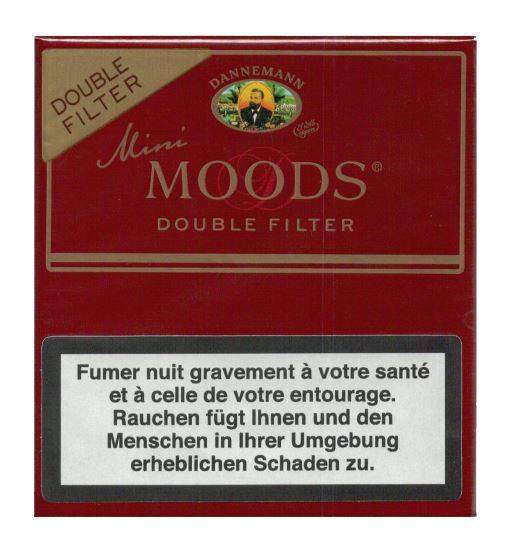 DOUBLE
FILTER
DANNEMANN
Mini
MOODS®
DOUBLE FILTER
Fumer nuit gravement à votre santé
et à celle de votre entourage.
Rauchen fügt Ihnen und den
Menschen in Ihrer Umgebung
erheblichen Schaden zu.